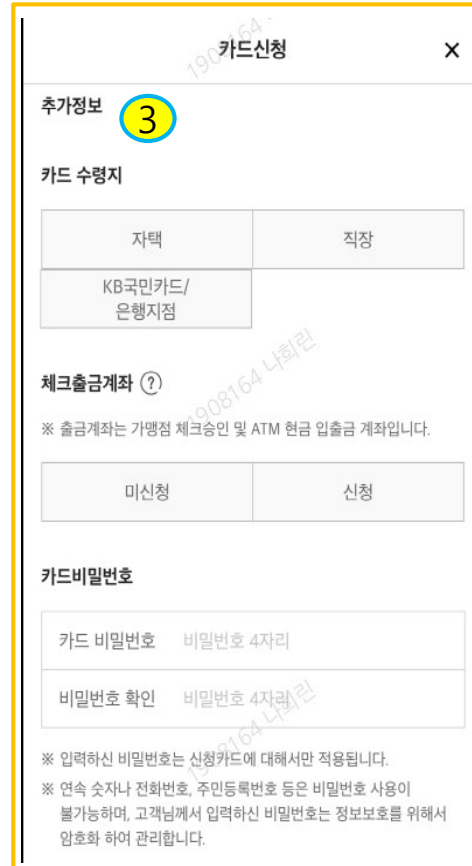 카드신청 ×
추가정보 3
카드 수령지
자택 직장
KB국민카드/
은행지점
체크출금계좌 ?
※ 출금계좌는 가맹점 체크승인 및 ATM 현금 입출금 계좌입니다.
미신청 신청
카드비밀번호
카드 비밀번호 비밀번호 4자리
비밀번호 확인 비밀번호 4자리
※ 입력하신 비밀번호는 신청카드에 대해서만 적용됩니다.
※ 연속 숫자나 전화번호, 주민등록번호 등은 비밀번호 사용이
불가능하며, 고객님께서 입력하신 비밀번호는 정보보호를 위해서
암호화 하여 관리합니다.
1908164
1908164 나희린
1908164 나희린